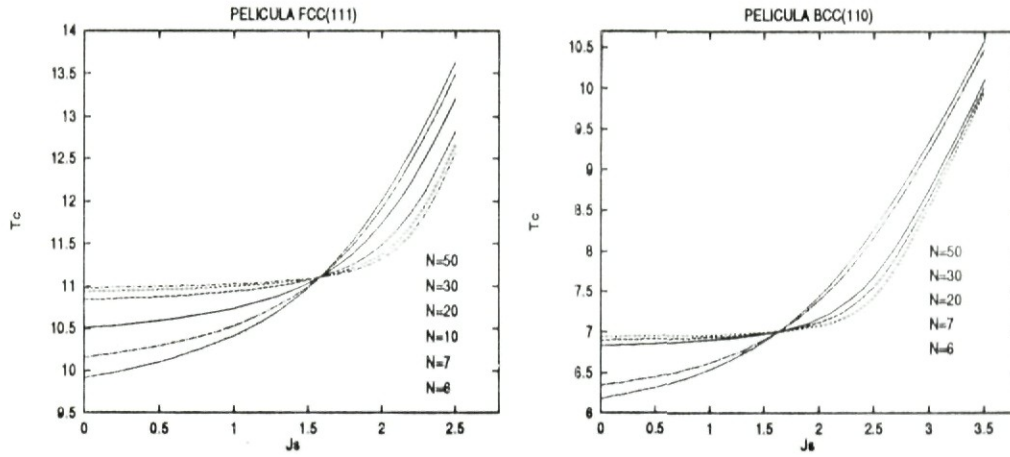 PELICULA FCC(111)
14
13.5
13
12.5
12
11.5
11
10.5
10
9.5
Tc
0
0.5
1
1.5
2
2.5
Js
N=50
N=30
N=20
N=10
N=7
N=6
PELICULA BCC(110)
10.5
10
9.5
9
8.5
8
7.5
7
6.5
6
Tc
0
0.5
1
1.5
2
2.5
3
3.5
Js
N=50
N=30
N=20
N=7
N=6